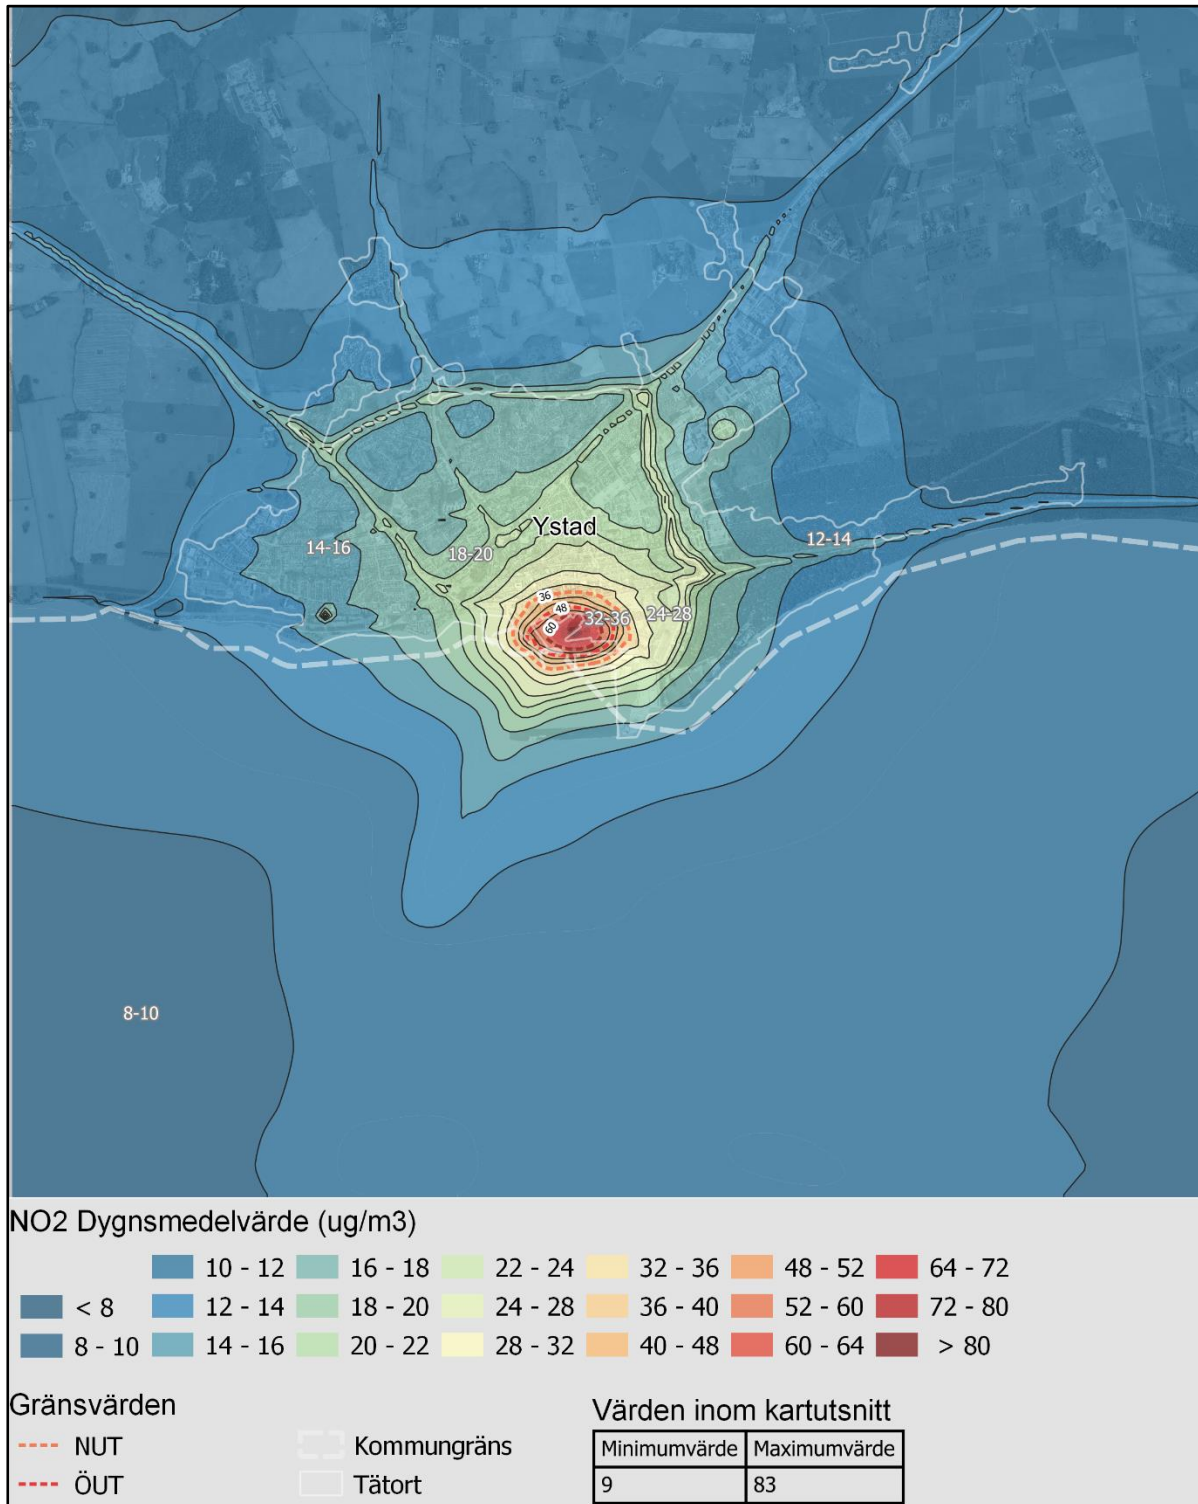 Ystad
14-16
18-20
12-14
36
48
60
32-36
24-28
8-10
NO2 Dygnsmedelvärde (ug/m3)
10 - 12 16 - 18 22 - 24 32 - 36 48 - 52 64 - 72
< 8 12 - 14 18 - 20 24 - 28 36 - 40 52 - 60 72 - 80
8 - 10 14 - 16 20 - 22 28 - 32 40 - 48 60 - 64 > 80
Gränsvärden
NUT Kommungräns
ÖUT Tätort
Värden inom kartutsnitt
Minimumvärde Maximumvärde
9 83